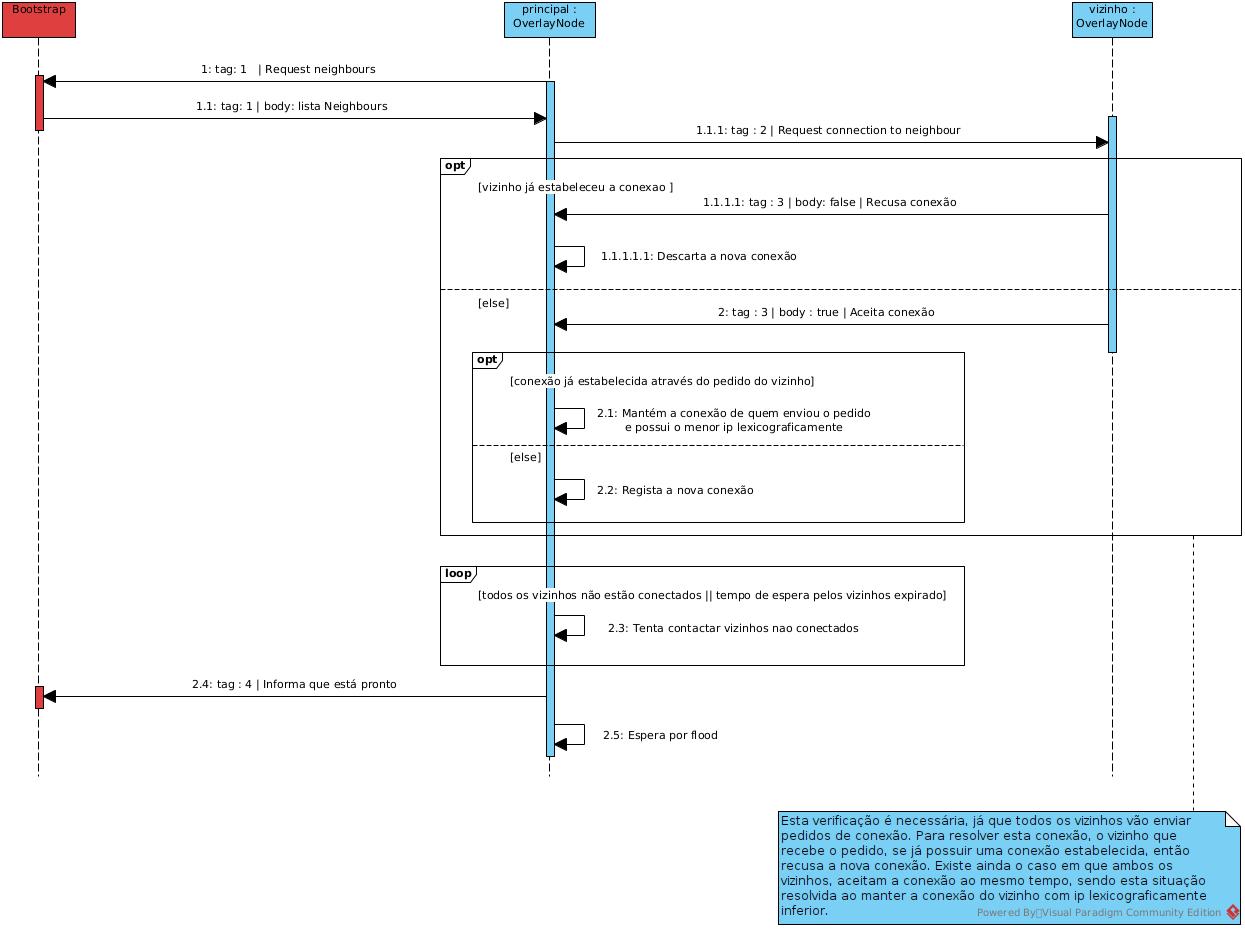 Bootstrap
principal :
OverlayNode
vizinho :
OverlayNode
1: tag: 1 | Request neighbours
1.1: tag: 1 | body: lista Neighbours
1.1.1: tag : 2 | Request connection to neighbour
opt
[vizinho já estabeleceu a conexao ]
1.1.1.1: tag : 3 | body: false | Recusa conexão
1.1.1.1.1: Descarta a nova conexão
[else]
2: tag : 3 | body : true | Aceita conexão
opt
[conexão já estabelecida através do pedido do vizinho]
2.1: Mantém a conexão de quem enviou o pedido
e possui o menor ip lexicograficamente
[else]
2.2: Regista a nova conexão
loop
[todos os vizinhos não estão conectados || tempo de espera pelos vizinhos expirado]
2.3: Tenta contactar vizinhos nao conectados
2.4: tag : 4 | Informa que está pronto
2.5: Espera por flood
Esta verificação é necessária, já que todos os vizinhos vão enviar
pedidos de conexão. Para resolver esta conexão, o vizinho que
recebe o pedido, se já possuir uma conexão estabelecida, então
recusa a nova conexão. Existe ainda o caso em que ambos os
vizinhos, aceitam a conexão ao mesmo tempo, sendo esta situação
resolvida ao manter a conexão do vizinho com ip lexicograficamente
inferior.
Powered By Visual Paradigm Community Edition